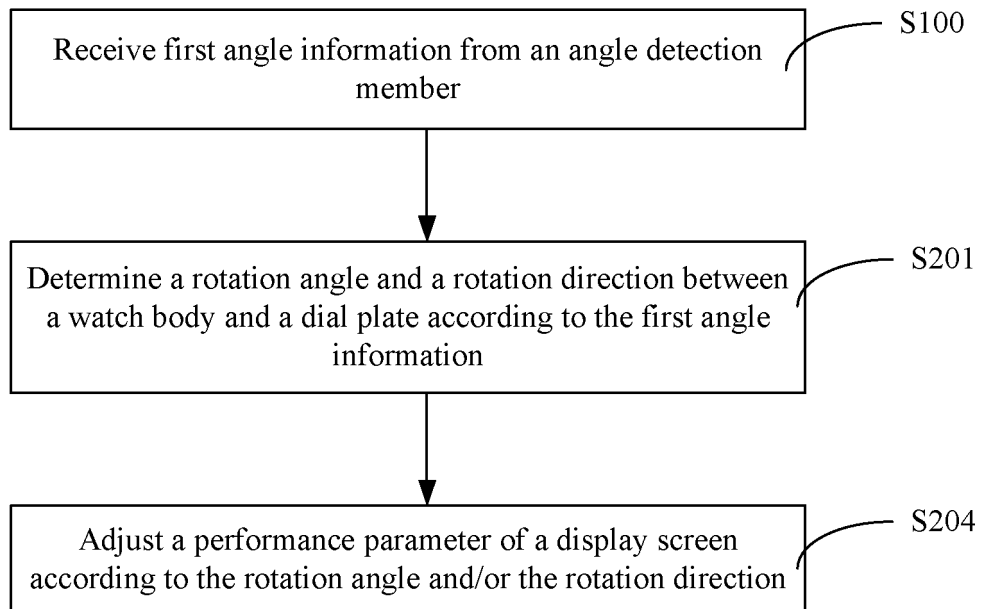 Receive first angle information from an angle detection
member
S100
Determine a rotation angle and a rotation direction between
a watch body and a dial plate according to the first angle
information
S201
Adjust a performance parameter of a display screen
according to the rotation angle and/or the rotation direction
S204